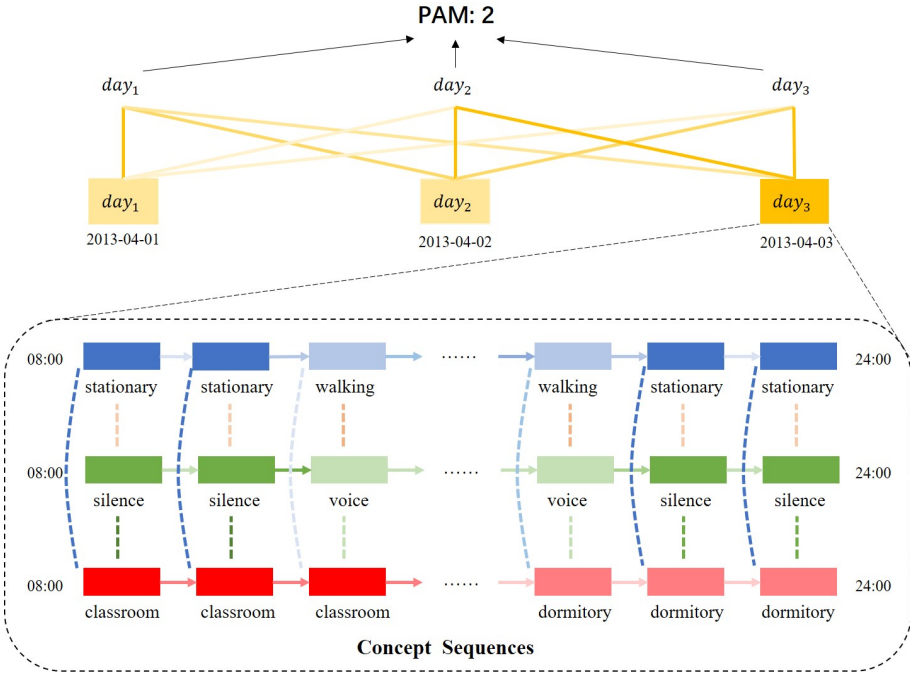 PAM: 2
day₁ day₂ day₃
day₁ day₂ day₃
2013-04-01 2013-04-02 2013-04-03
08:00 ...... 24:00
stationary stationary walking walking stationary stationary
08:00 ...... 24:00
silence silence voice voice silence silence
08:00 ...... 24:00
classroom classroom classroom dormitory dormitory dormitory
Concept Sequences